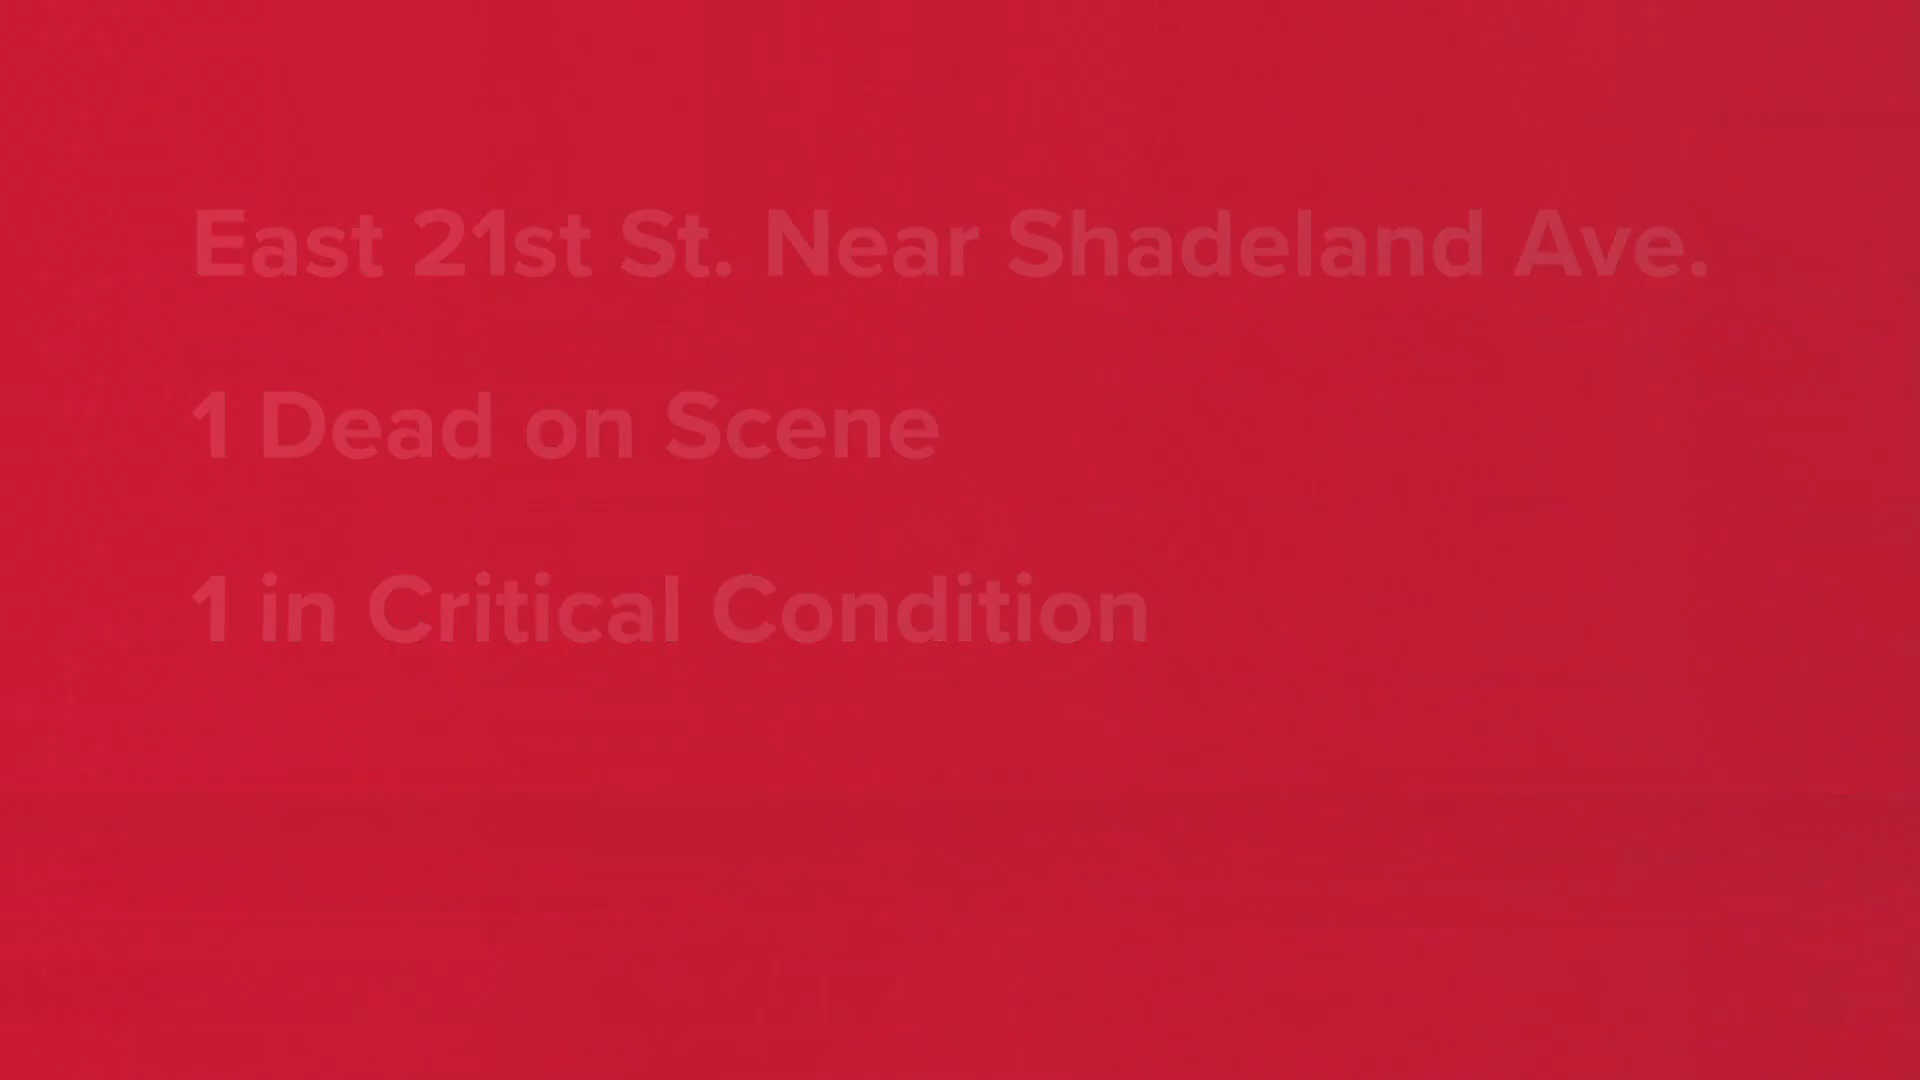 East 21st St. Near Shadeland Ave.
1 Dead on Scene
1 in Critical Condition